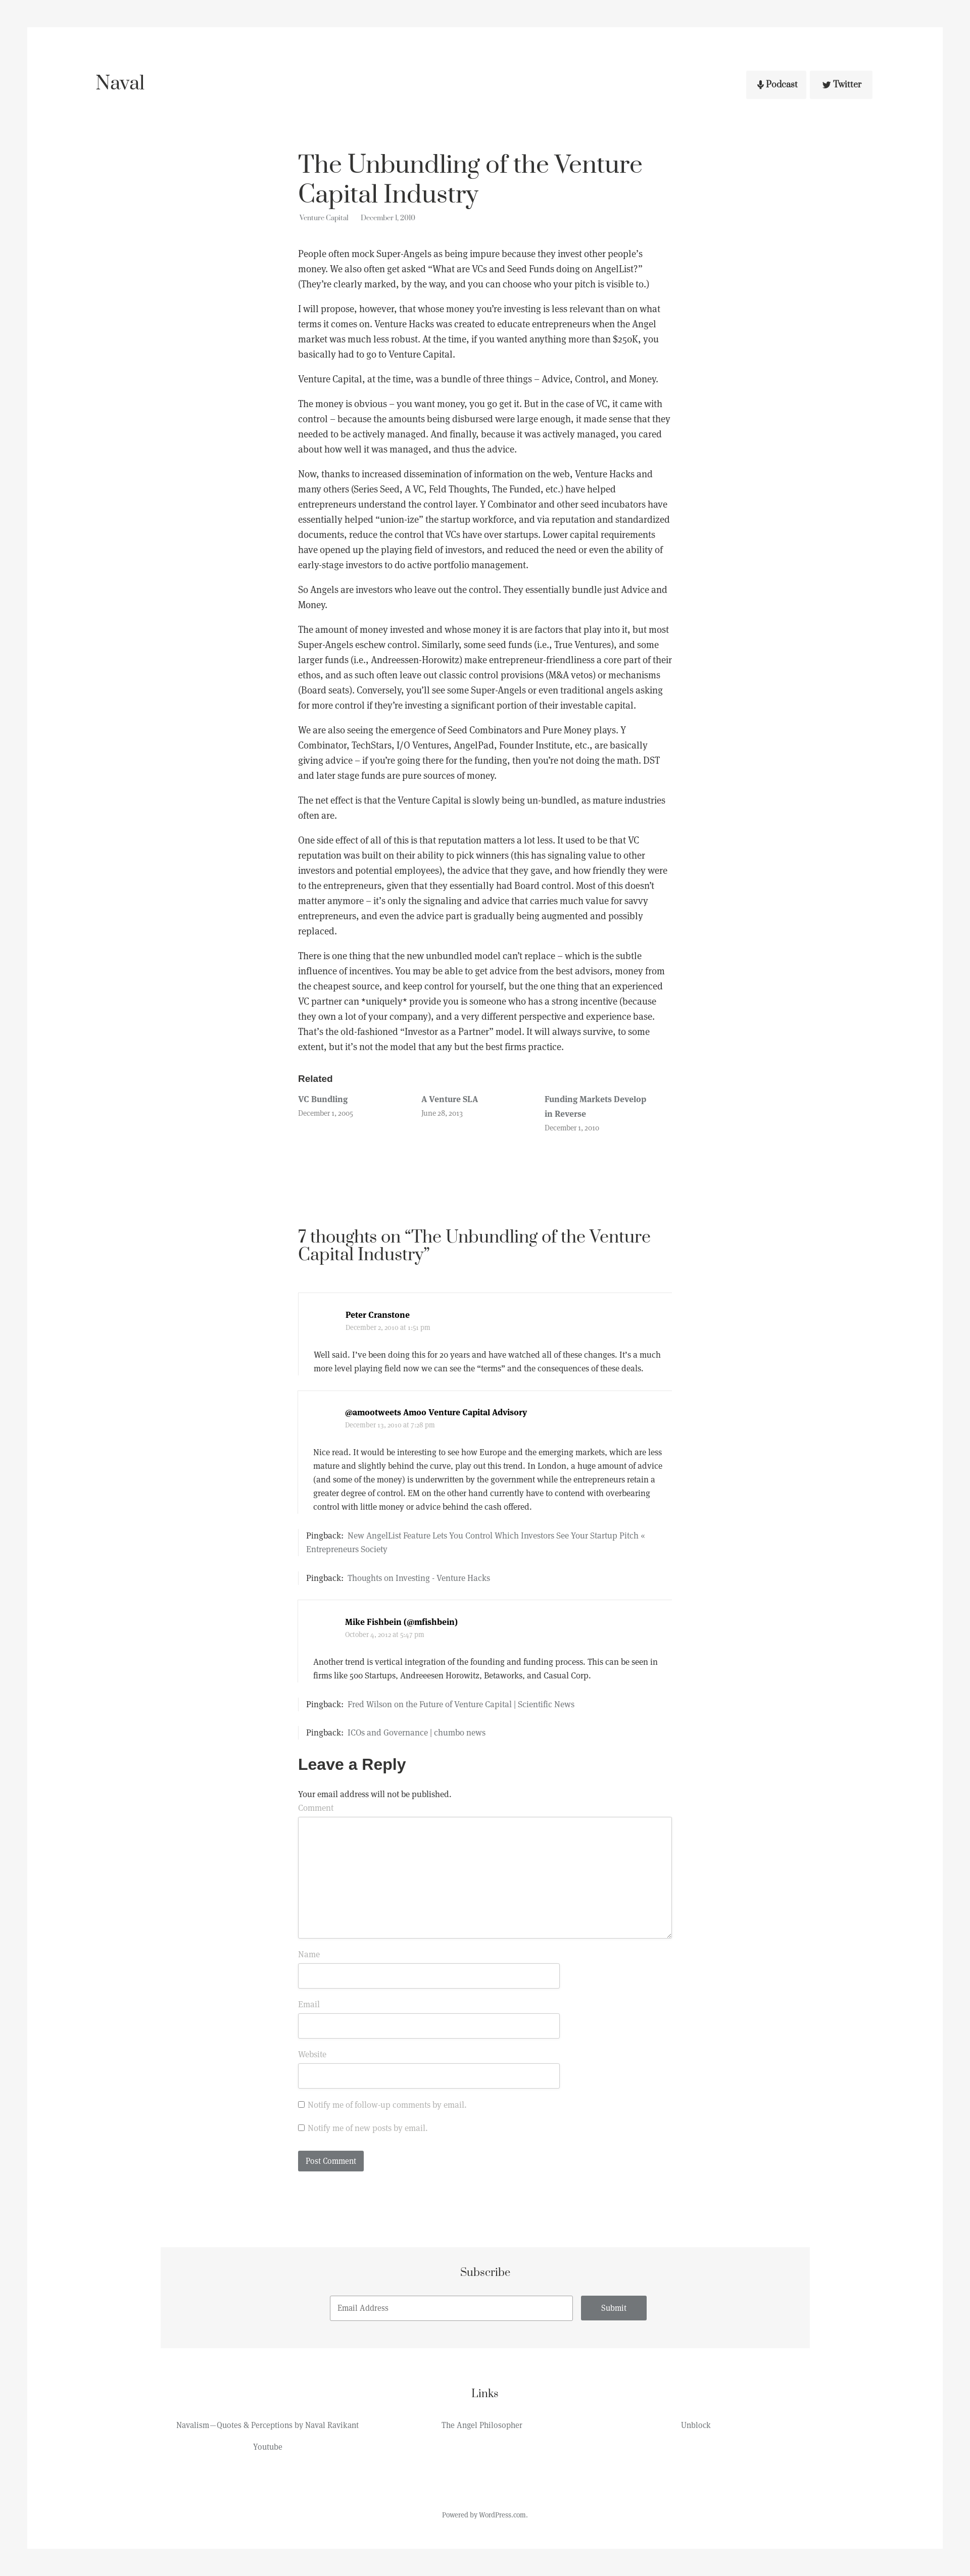 Naval
Podcast
Twitter
The Unbundling of the Venture
Capital Industry
Venture Capital December 1, 2010
People often mock Super-Angels as being impure because they invest other people’s
money. We also often get asked “What are VCs and Seed Funds doing on AngelList?”
(They’re clearly marked, by the way, and you can choose who your pitch is visible to.)
I will propose, however, that whose money you’re investing is less relevant than on what
terms it comes on. Venture Hacks was created to educate entrepreneurs when the Angel
market was much less robust. At the time, if you wanted anything more than $250K, you
basically had to go to Venture Capital.
Venture Capital, at the time, was a bundle of three things – Advice, Control, and Money.
The money is obvious – you want money, you go get it. But in the case of VC, it came with
control – because the amounts being disbursed were large enough, it made sense that they
needed to be actively managed. And finally, because it was actively managed, you cared
about how well it was managed, and thus the advice.
Now, thanks to increased dissemination of information on the web, Venture Hacks and
many others (Series Seed, A VC, Feld Thoughts, The Funded, etc.) have helped
entrepreneurs understand the control layer. Y Combinator and other seed incubators have
essentially helped “union-ize” the startup workforce, and via reputation and standardized
documents, reduce the control that VCs have over startups. Lower capital requirements
have opened up the playing field of investors, and reduced the need or even the ability of
early-stage investors to do active portfolio management.
So Angels are investors who leave out the control. They essentially bundle just Advice and
Money.
The amount of money invested and whose money it is are factors that play into it, but most
Super-Angels eschew control. Similarly, some seed funds (i.e., True Ventures), and some
larger funds (i.e., Andreessen-Horowitz) make entrepreneur-friendliness a core part of their
ethos, and as such often leave out classic control provisions (M&A vetos) or mechanisms
(Board seats). Conversely, you’ll see some Super-Angels or even traditional angels asking
for more control if they’re investing a significant portion of their investable capital.
We are also seeing the emergence of Seed Combinators and Pure Money plays. Y
Combinator, TechStars, I/O Ventures, AngelPad, Founder Institute, etc., are basically
giving advice – if you’re going there for the funding, then you’re not doing the math. DST
and later stage funds are pure sources of money.
The net effect is that the Venture Capital is slowly being un-bundled, as mature industries
often are.
One side effect of all of this is that reputation matters a lot less. It used to be that VC
reputation was built on their ability to pick winners (this has signaling value to other
investors and potential employees), the advice that they gave, and how friendly they were
to the entrepreneurs, given that they essentially had Board control. Most of this doesn’t
matter anymore – it’s only the signaling and advice that carries much value for savvy
entrepreneurs, and even the advice part is gradually being augmented and possibly
replaced.
There is one thing that the new unbundled model can’t replace – which is the subtle
influence of incentives. You may be able to get advice from the best advisors, money from
the cheapest source, and keep control for yourself, but the one thing that an experienced
VC partner can *uniquely* provide you is someone who has a strong incentive (because
they own a lot of your company), and a very different perspective and experience base.
That’s the old-fashioned “Investor as a Partner” model. It will always survive, to some
extent, but it’s not the model that any but the best firms practice.
Related
VC Bundling
December 1, 2005
A Venture SLA
June 28, 2013
Funding Markets Develop
in Reverse
December 1, 2010
7 thoughts on “The Unbundling of the Venture
Capital Industry”
Peter Cranstone
December 2, 2010 at 1:51 pm
Well said. I’ve been doing this for 20 years and have watched all of these changes. It’s a much
more level playing field now we can see the “terms” and the consequences of these deals.
@amootweets Amoo Venture Capital Advisory
December 13, 2010 at 7:28 pm
Nice read. It would be interesting to see how Europe and the emerging markets, which are less
mature and slightly behind the curve, play out this trend. In London, a huge amount of advice
(and some of the money) is underwritten by the government while the entrepreneurs retain a
greater degree of control. EM on the other hand currently have to contend with overbearing
control with little money or advice behind the cash offered.
Pingback: New AngelList Feature Lets You Control Which Investors See Your Startup Pitch «
Entrepreneurs Society
Pingback: Thoughts on Investing - Venture Hacks
Mike Fishbein (@mfishbein)
October 4, 2012 at 5:47 pm
Another trend is vertical integration of the founding and funding process. This can be seen in
firms like 500 Startups, Andreeesen Horowitz, Betaworks, and Casual Corp.
Pingback: Fred Wilson on the Future of Venture Capital | Scientific News
Pingback: ICOs and Governance | chumbo news
Leave a Reply
Your email address will not be published.
Comment
Name
Email
Website
Notify me of follow-up comments by email.
Notify me of new posts by email.
Post Comment
Subscribe
Email Address
Submit
Links
Navalism – Quotes & Perceptions by Naval Ravikant
The Angel Philosopher
Unblock
Youtube
Powered by WordPress.com.